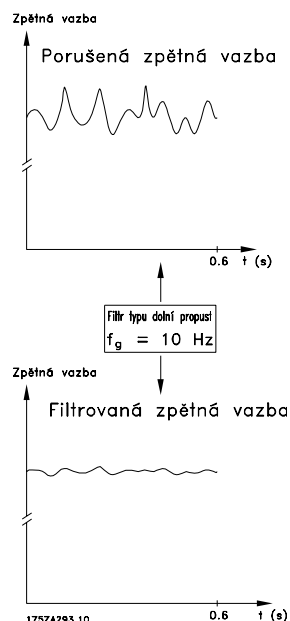 Zpětná vazba
Porušená zpětná vazba
0.6 t (s)
Filtr typu dolní propust
fg = 10 Hz
Zpětná vazba
Filtrovaná zpětná vazba
0.6 t (s)
175ZA293.10